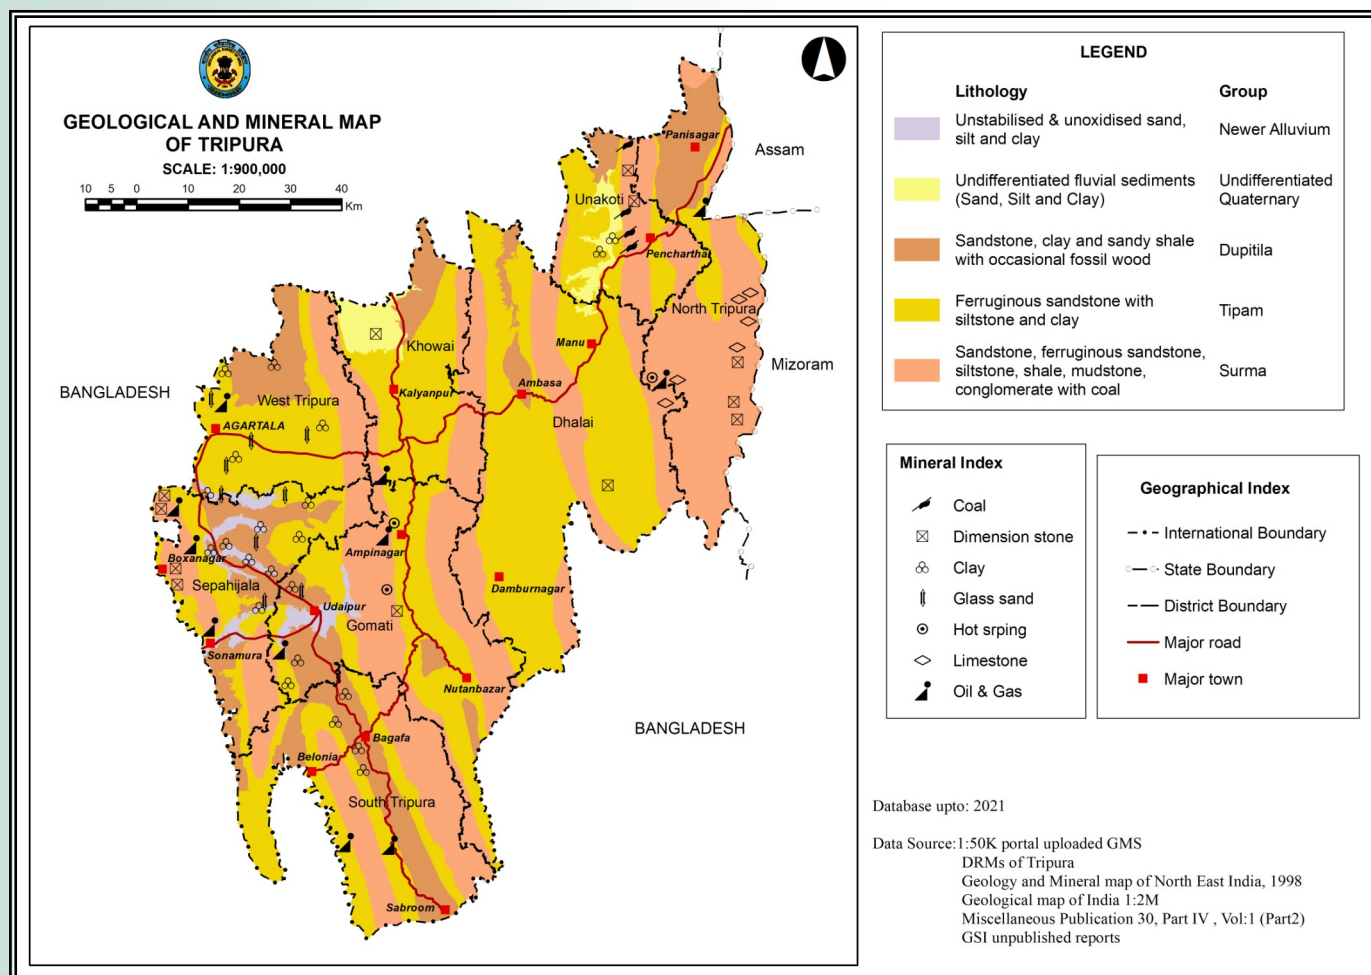 GEOLOGICAL AND MINERAL MAP
OF TRIPURA
SCALE: 1:900,000
10 5 0 10 20 30 40
Km
Panisagar
Assam
Unakoti
Pencharthal
North Tripura
Manu
Khowai
Mizoram
BANGLADESH
West Tripura
Kalyanpur
Ambasa
Dhalai
AGARTALA
Ampinagar
Boxanagar
Sepahijala
Damburnagar
Udaipur
Gomati
Sonamura
Nutanbazar
BANGLADESH
Bagafa
Belonia
South Tripura
Sabroom
LEGEND
Lithology Group
Unstabilised & unoxidised sand,
silt and clay
Newer Alluvium
Undifferentiated fluvial sediments
(Sand, Silt and Clay)
Undifferentiated
Quaternary
Sandstone, clay and sandy shale
with occasional fossil wood
Dupitila
Ferruginous sandstone with
siltstone and clay
Tipam
Sandstone, ferruginous sandstone,
siltstone, shale, mudstone,
conglomerate with coal
Surma
Mineral Index
Coal
Dimension stone
Clay
Glass sand
Hot srping
Limestone
Oil & Gas
Geographical Index
International Boundary
State Boundary
District Boundary
Major road
Major town
Database upto: 2021
Data Source:1:50K portal uploaded GMS
DRMs of Tripura
Geology and Mineral map of North East India, 1998
Geological map of India 1:2M
Miscellaneous Publication 30, Part IV , Vol:1 (Part2)
GSI unpublished reports